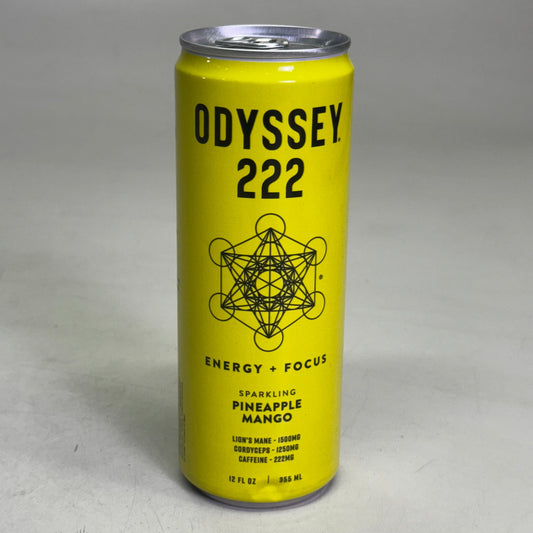 ODYSSEY
222
ENERGY + FOCUS
SPARKLING
PINEAPPLE
MANGO
LION'S MANE - 1500MG
CORDYCEPS - 1250MG
CAFFEINE - 222MG
12 FL OZ | 355 ML